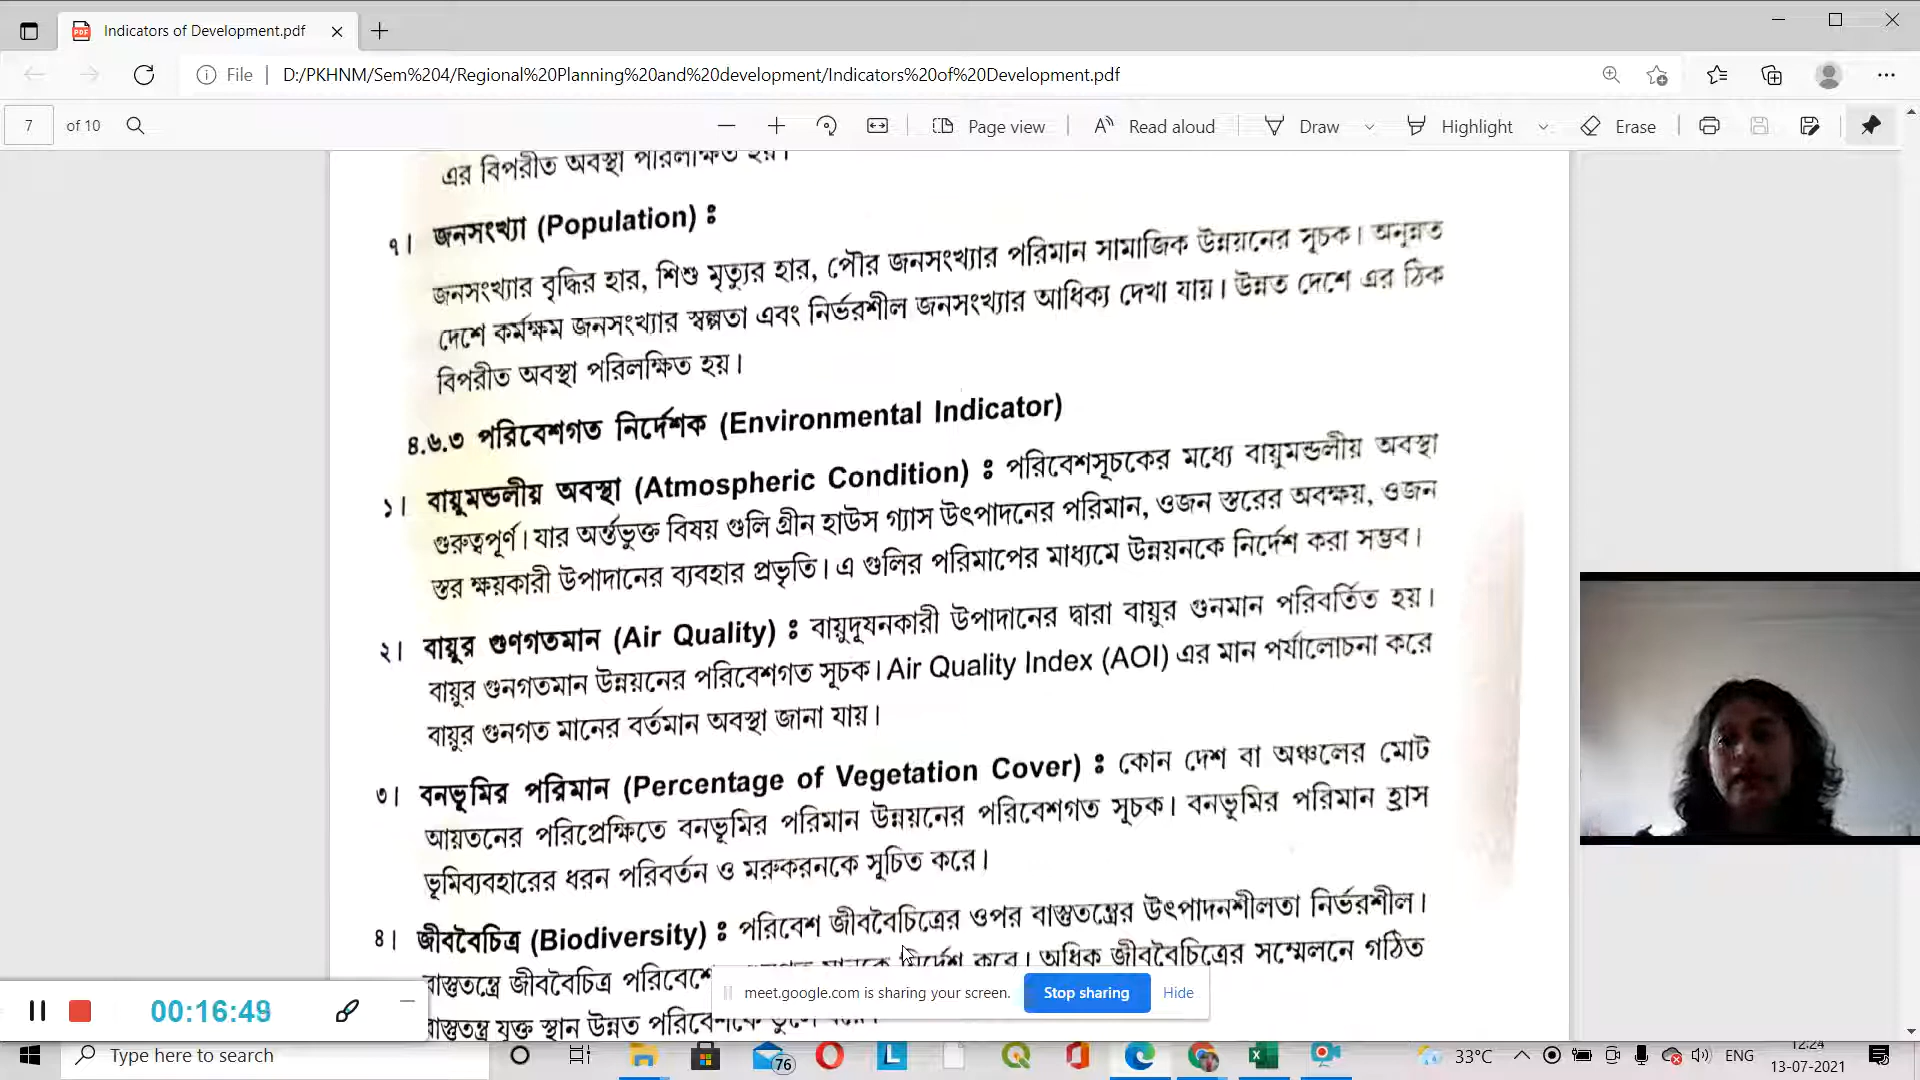 Indicators of Development.pdf
File
D:/PKHNM/Sem%204/Regional%20Planning%20and%20development/Indicators%20of%20Development.pdf
7 of 10
Page view
Read aloud
Draw
Highlight
Erase
এর বিপরীত অবস্থা পরিলক্ষিত হয়।
৭। জনসংখ্যা (Population) ঃ
জনসংখ্যার বৃদ্ধির হার, শিশু মৃত্যুর হার, পৌর জনসংখ্যার পরিমান সামাজিক উন্নয়নের সূচক। অনুন্নত
দেশে কর্মক্ষম জনসংখ্যার স্বল্পতা এবং নির্ভরশীল জনসংখ্যার আধিক্য দেখা যায়। উন্নত দেশে এর ঠিক
বিপরীত অবস্থা পরিলক্ষিত হয়।
৪.৬.৩ পরিবেশগত নির্দেশক (Environmental Indicator)
১। বায়ুমন্ডলীয় অবস্থা (Atmospheric Condition) ঃ পরিবেশসূচকের মধ্যে বায়ুমন্ডলীয় অবস্থা
গুরুত্বপূর্ণ। যার অর্ন্তভুক্ত বিষয় গুলি গ্রীন হাউস গ্যাস উৎপাদনের পরিমান, ওজন স্তরের অবক্ষয়, ওজন
স্তর ক্ষয়কারী উপাদানের ব্যবহার প্রভৃতি। এ গুলির পরিমাপের মাধ্যমে উন্নয়নকে নির্দেশ করা সম্ভব।
২। বায়ুর গুণগতমান (Air Quality) ঃ বায়ুদূষনকারী উপাদানের দ্বারা বায়ুর গুনমান পরিবর্তিত হয়।
বায়ুর গুনগতমান উন্নয়নের পরিবেশগত সূচক। Air Quality Index (AOI) এর মান পর্যালোচনা করে
বায়ুর গুনগত মানের বর্তমান অবস্থা জানা যায়।
৩। বনভূমির পরিমান (Percentage of Vegetation Cover) ঃ কোন দেশ বা অঞ্চলের মোট
আয়তনের পরিপ্রেক্ষিতে বনভূমির পরিমান উন্নয়নের পরিবেশগত সূচক। বনভূমির পরিমান হ্রাস
ভূমিব্যবহারের ধরন পরিবর্তন ও মরুকরনকে সূচিত করে।
৪। জীববৈচিত্র (Biodiversity) ঃ পরিবেশ জীববৈচিত্রের ওপর বাস্তুতন্ত্রের উৎপাদনশীলতা নির্ভরশীল।
বাস্তুতন্ত্রে জীববৈচিত্র নির্দেশ করে। অধিক জীববৈচিত্রের সম্মেলনে গঠিত
বাস্তুতন্ত্র যুক্ত স্থান উন্নত
meet.google.com is sharing your screen.
Stop sharing
Hide
00:16:49
Type here to search
76
33°C
ENG
12:24
13-07-2021